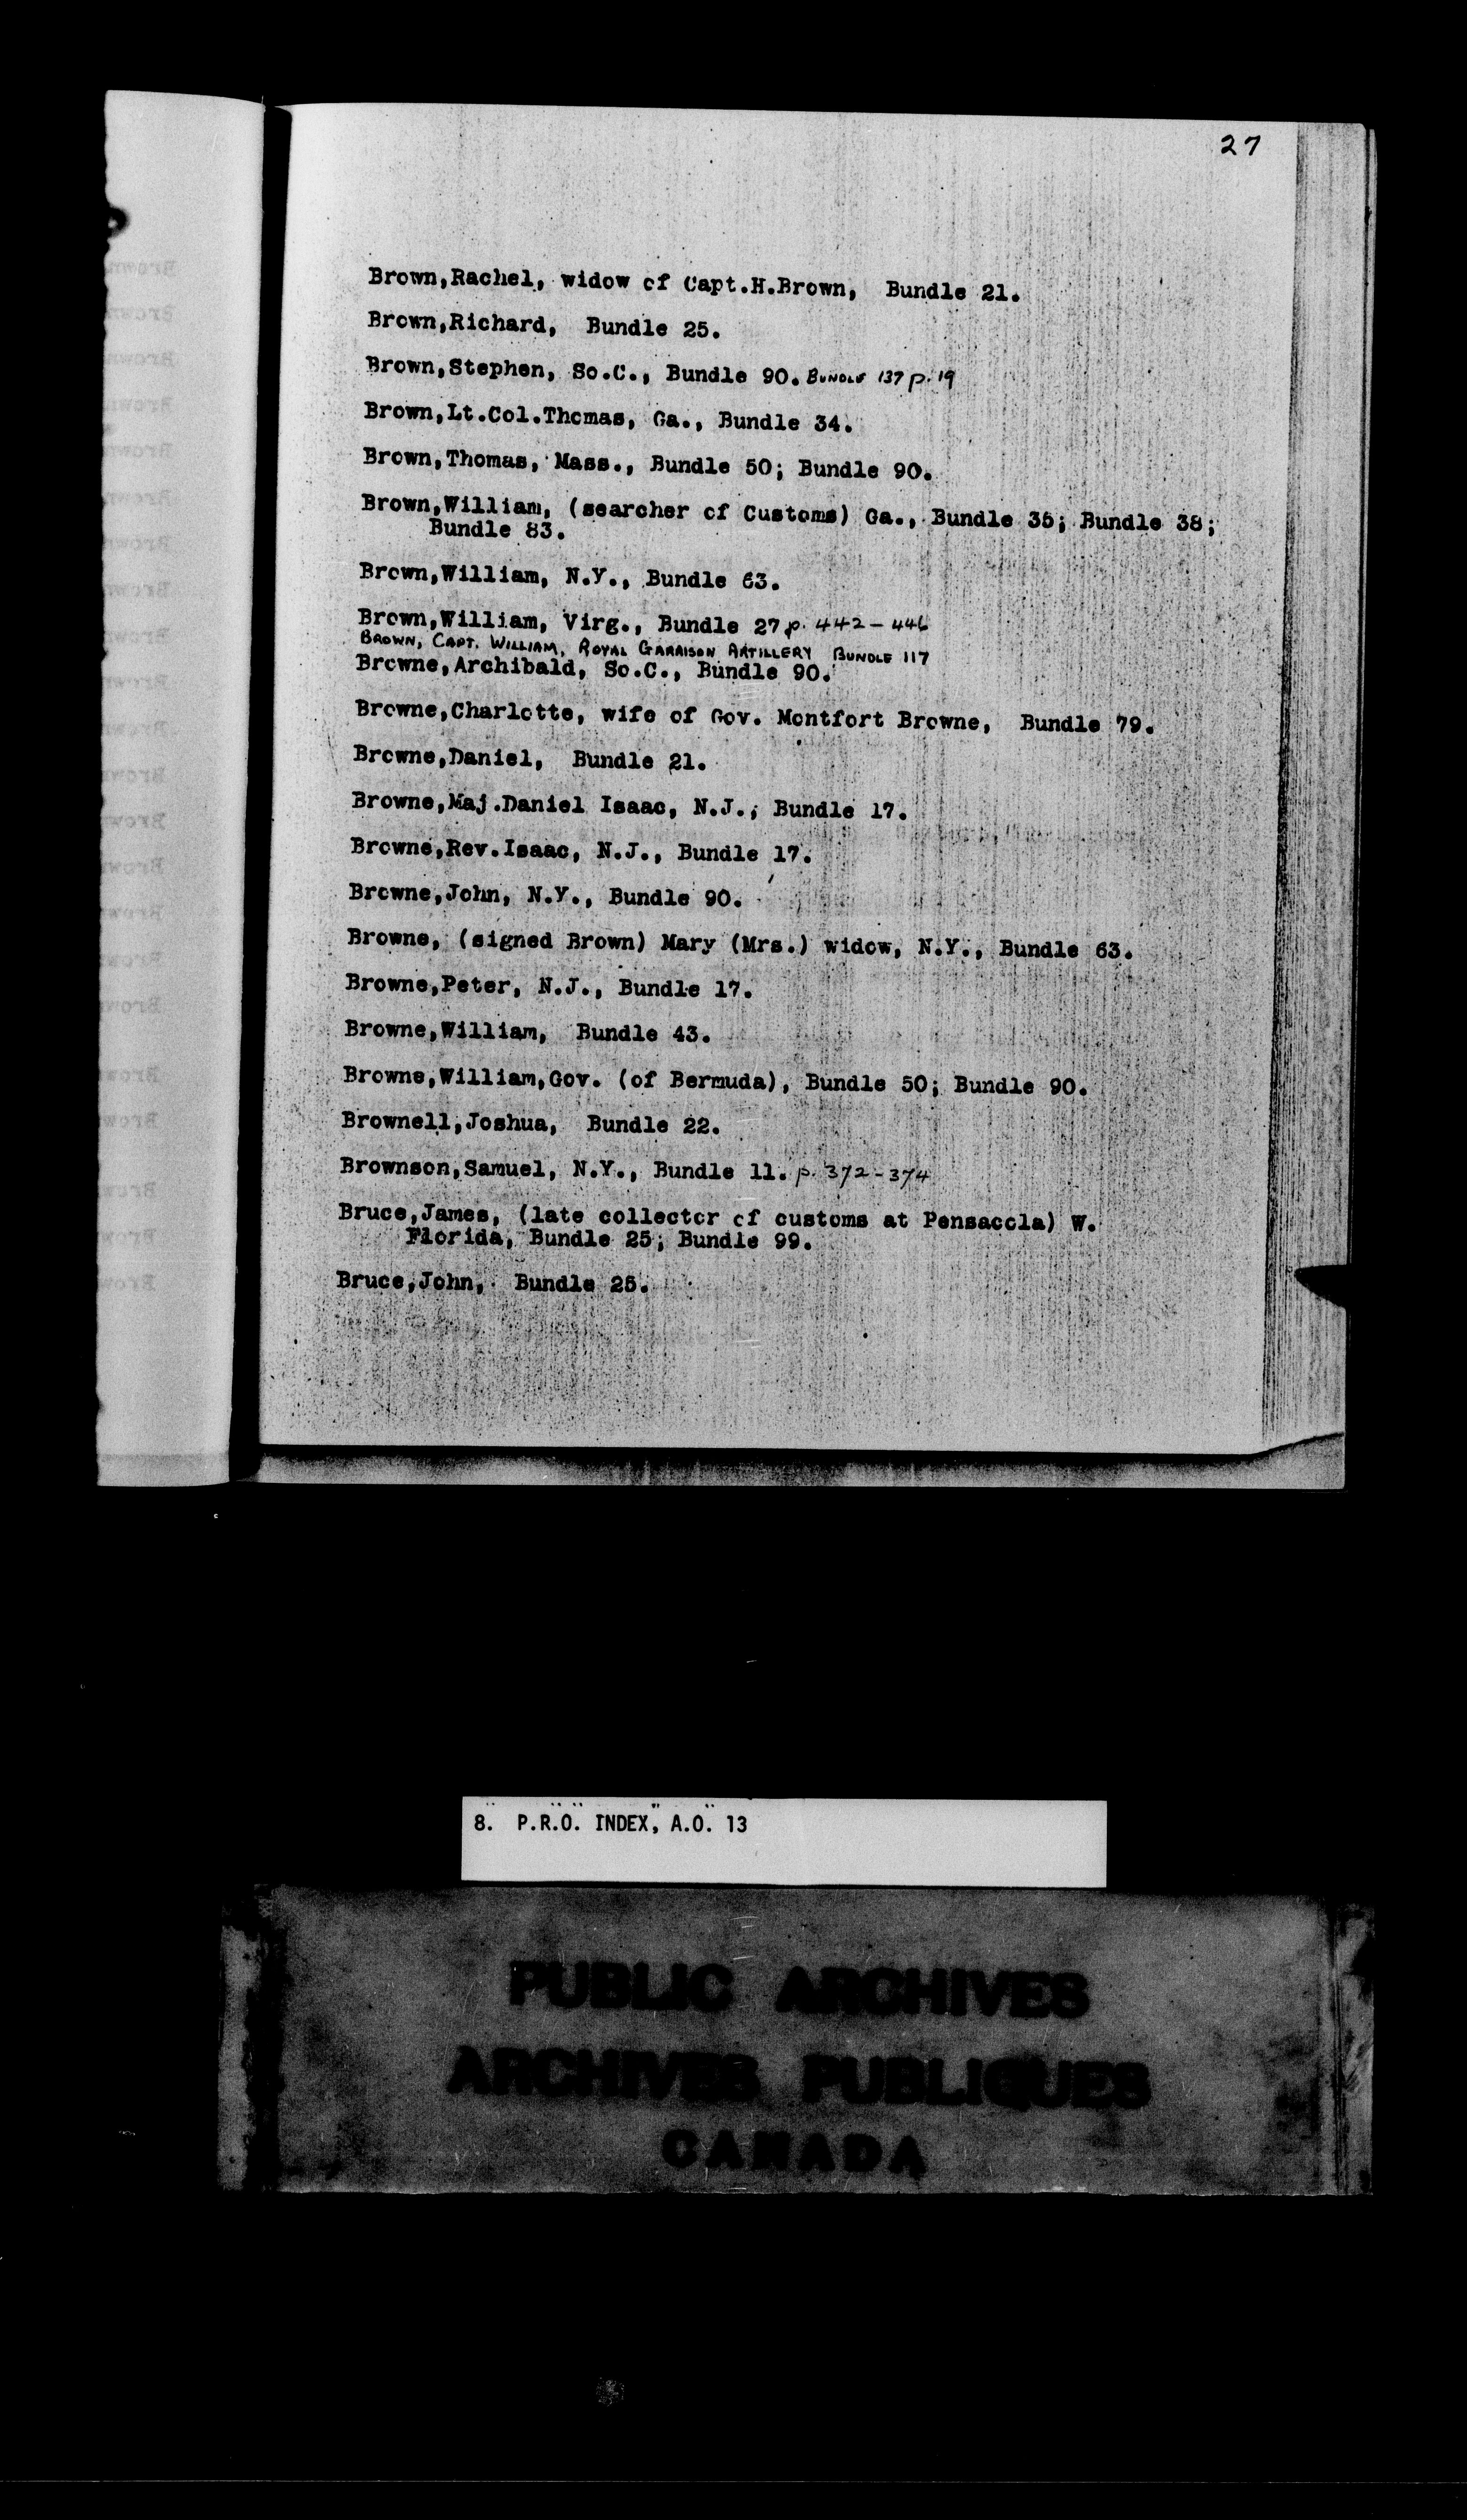 27
Brown,Rachel, widow of Capt.H.Brown, Bundle 21.
Brown,Richard, Bundle 25.
Brown,Stephen, So.C., Bundle 90. BUNDLE 137 p. 19
Brown,Lt.Col.Thomas, Ga., Bundle 34.
Brown,Thomas, Mass., Bundle 50; Bundle 90.
Brown,William, (searcher of Customs) Ga., Bundle 35; Bundle 38;
Bundle 83.
Brown,William, N.Y., Bundle 63.
Brown,William, Virg., Bundle 27 p. 442-446
BROWN, CAPT. WILLIAM, ROYAL GARRISON ARTILLERY BUNDLE 117
Browne,Archibald, So.C., Bundle 90.
Browne,Charlotte, wife of Gov. Montfort Browne, Bundle 79.
Browne,Daniel, Bundle 21.
Browne,Maj.Daniel Isaac, N.J., Bundle 17.
Browne,Rev.Isaac, N.J., Bundle 17.
Browne,John, N.Y., Bundle 90.
Browne, (signed Brown) Mary (Mrs.) widow, N.Y., Bundle 63.
Browne,Peter, N.J., Bundle 17.
Browne,William, Bundle 43.
Browne,William,Gov. (of Bermuda), Bundle 50; Bundle 90.
Brownell,Joshua, Bundle 22.
Brownson,Samuel, N.Y., Bundle 11. p. 372-374
Bruce,James, (late collector of customs at Pensacola) W.
Florida, Bundle 25; Bundle 99.
Bruce,John, Bundle 25.
8. P.R.O. INDEX, A.O. 13
PUBLIC ARCHIVES
ARCHIVES PUBLIQUES
CANADA